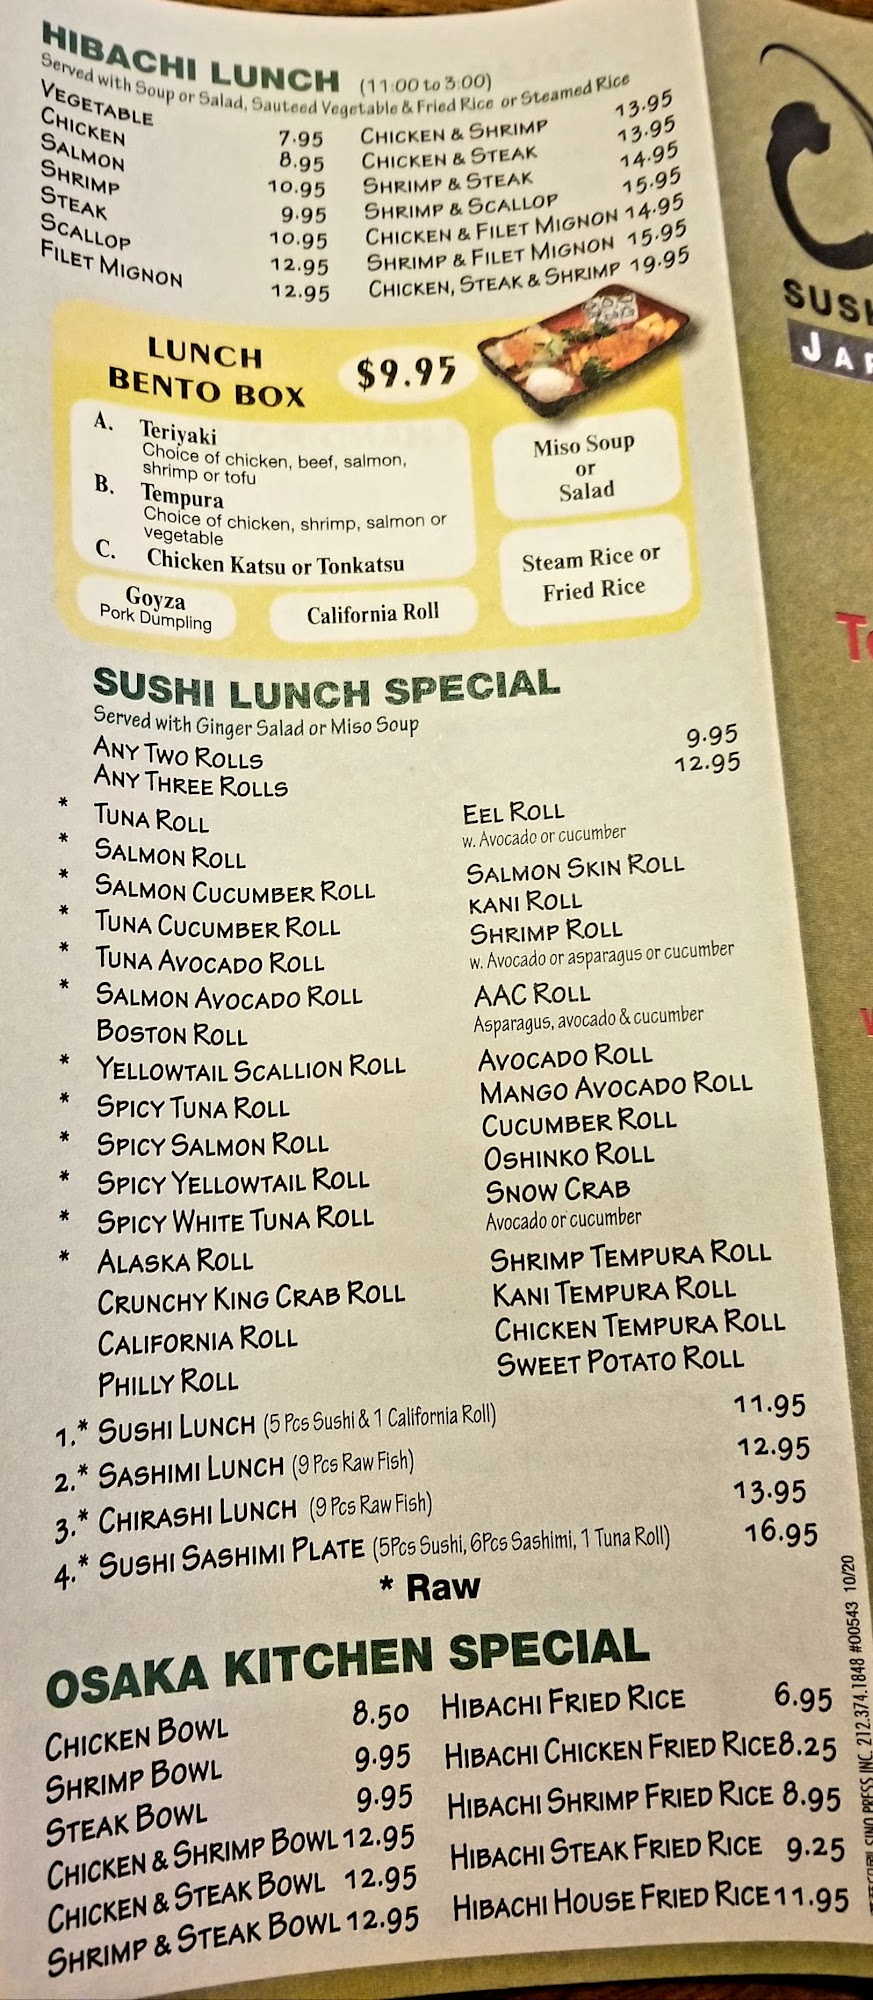 HIBACHI LUNCH (11:00 to 3:00)
Served with Soup or Salad, Sauteed Vegetable & Fried Rice or Steamed Rice
VEGETABLE 7.95
CHICKEN 8.95
SALMON 10.95
SHRIMP 9.95
STEAK 10.95
SCALLOP 12.95
FILET MIGNON 12.95
CHICKEN & SHRIMP 13.95
CHICKEN & STEAK 13.95
SHRIMP & STEAK 14.95
SHRIMP & SCALLOP 15.95
CHICKEN & FILET MIGNON 14.95
SHRIMP & FILET MIGNON 15.95
CHICKEN, STEAK & SHRIMP 19.95
LUNCH
BENTO BOX
$9.95
A. Teriyaki
Choice of chicken, beef, salmon,
shrimp or tofu
B. Tempura
Choice of chicken, shrimp, salmon or
vegetable
C. Chicken Katsu or Tonkatsu
Miso Soup
or
Salad
Steam Rice or
Fried Rice
Goyza
Pork Dumpling
California Roll
SUSHI LUNCH SPECIAL
Served with Ginger Salad or Miso Soup
ANY TWO ROLLS 9.95
ANY THREE ROLLS 12.95
* TUNA ROLL
* SALMON ROLL
* SALMON CUCUMBER ROLL
* TUNA CUCUMBER ROLL
* TUNA AVOCADO ROLL
* SALMON AVOCADO ROLL
BOSTON ROLL
* YELLOWTAIL SCALLION ROLL
* SPICY TUNA ROLL
* SPICY SALMON ROLL
* SPICY YELLOWTAIL ROLL
* SPICY WHITE TUNA ROLL
* ALASKA ROLL
CRUNCHY KING CRAB ROLL
CALIFORNIA ROLL
PHILLY ROLL
EEL ROLL
w. Avocado or cucumber
SALMON SKIN ROLL
KANI ROLL
SHRIMP ROLL
w. Avocado or asparagus or cucumber
AAC ROLL
Asparagus, avocado & cucumber
AVOCADO ROLL
MANGO AVOCADO ROLL
CUCUMBER ROLL
OSHINKO ROLL
SNOW CRAB
Avocado or cucumber
SHRIMP TEMPURA ROLL
KANI TEMPURA ROLL
CHICKEN TEMPURA ROLL
SWEET POTATO ROLL
1.* SUSHI LUNCH (5 Pcs Sushi & 1 California Roll) 11.95
2.* SASHIMI LUNCH (9 Pcs Raw Fish) 12.95
3.* CHIRASHI LUNCH (9 Pcs Raw Fish) 13.95
4.* SUSHI SASHIMI PLATE (5Pcs Sushi, 6Pcs Sashimi, 1 Tuna Roll) 16.95
* Raw
OSAKA KITCHEN SPECIAL
CHICKEN BOWL 8.50
SHRIMP BOWL 9.95
STEAK BOWL 9.95
CHICKEN & SHRIMP BOWL 12.95
CHICKEN & STEAK BOWL 12.95
SHRIMP & STEAK BOWL 12.95
HIBACHI FRIED RICE 6.95
HIBACHI CHICKEN FRIED RICE 8.25
HIBACHI SHRIMP FRIED RICE 8.95
HIBACHI STEAK FRIED RICE 9.25
HIBACHI HOUSE FRIED RICE 11.95
SINO PRESS INC. 212.374.1848 #00543 10/20